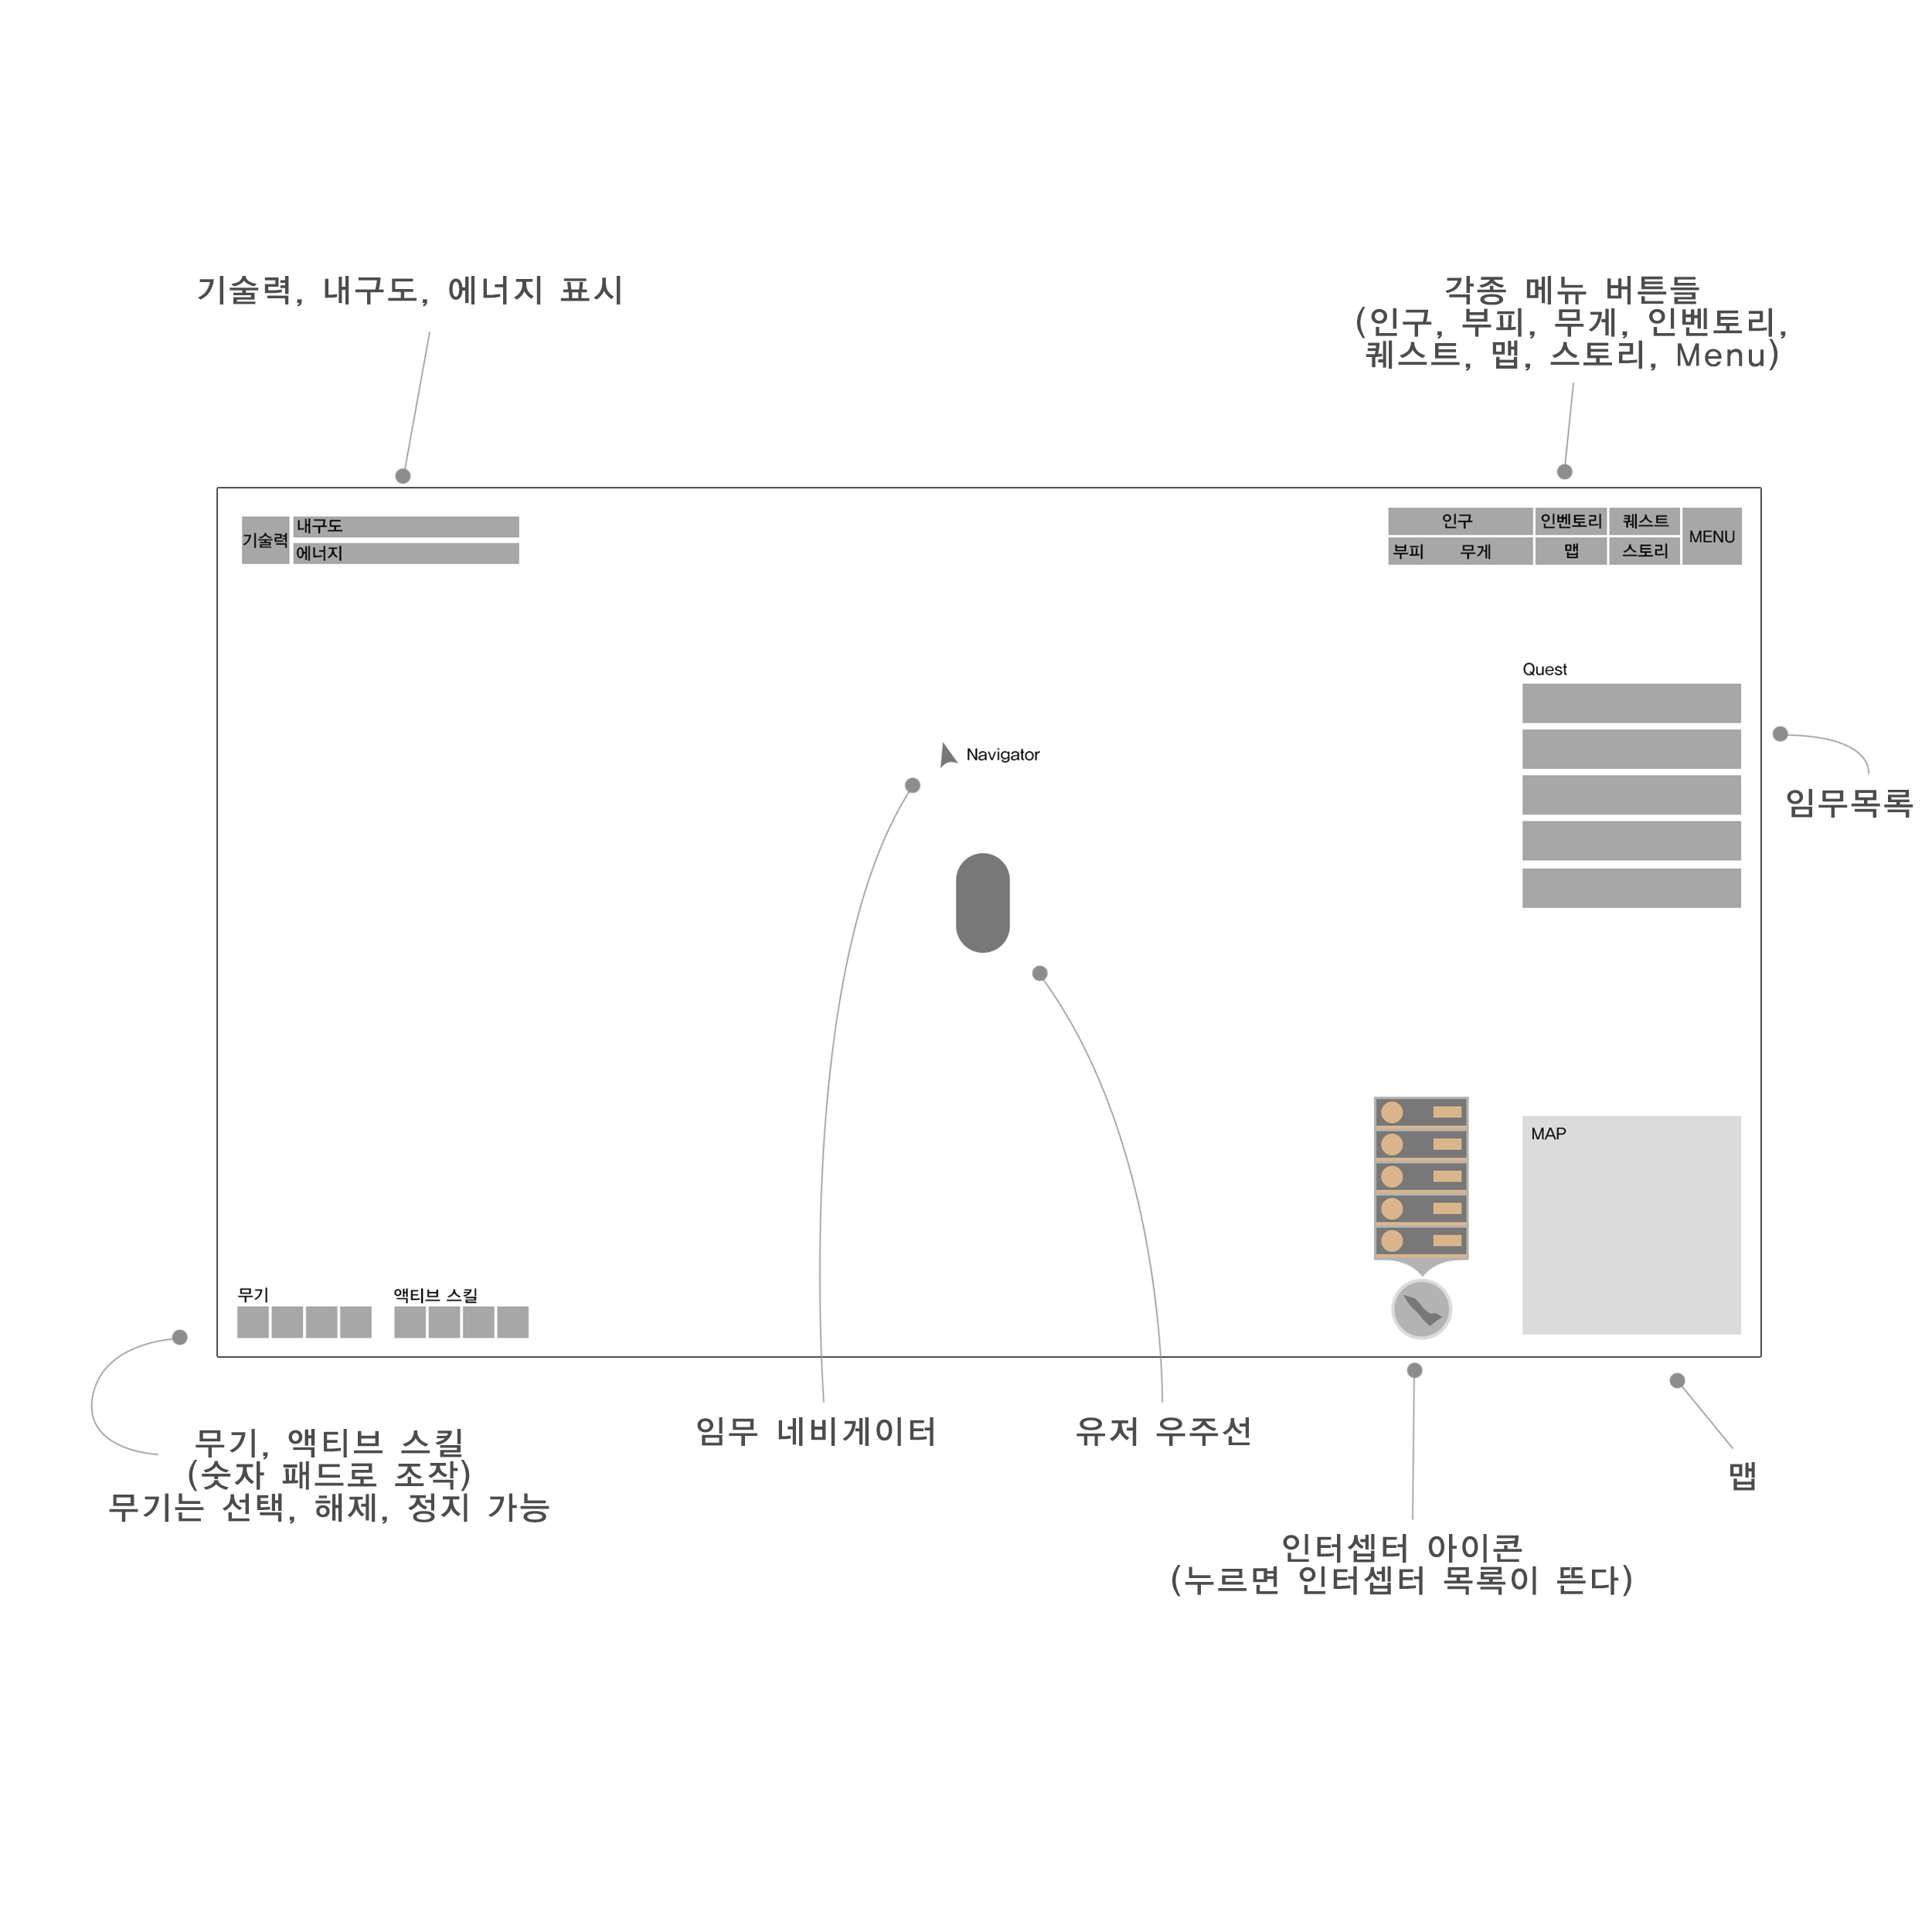 기술력, 내구도, 에너지 표시
각종 메뉴 버튼들
(인구, 부피, 무게, 인벤토리,
퀘스트, 맵, 스토리, Menu)
기술력
내구도
에너지
인구
인벤토리
퀘스트
MENU
부피
무게
맵
스토리
Quest
Navigator
임무목록
MAP
무기
액티브 스킬
무기, 액티브 스킬
(숫자 패드로 조작)
무기는 선택, 해제, 정지 가능
임무 네비게이터
유저 우주선
맵
인터셉터 아이콘
(누르면 인터셉터 목록이 뜬다)